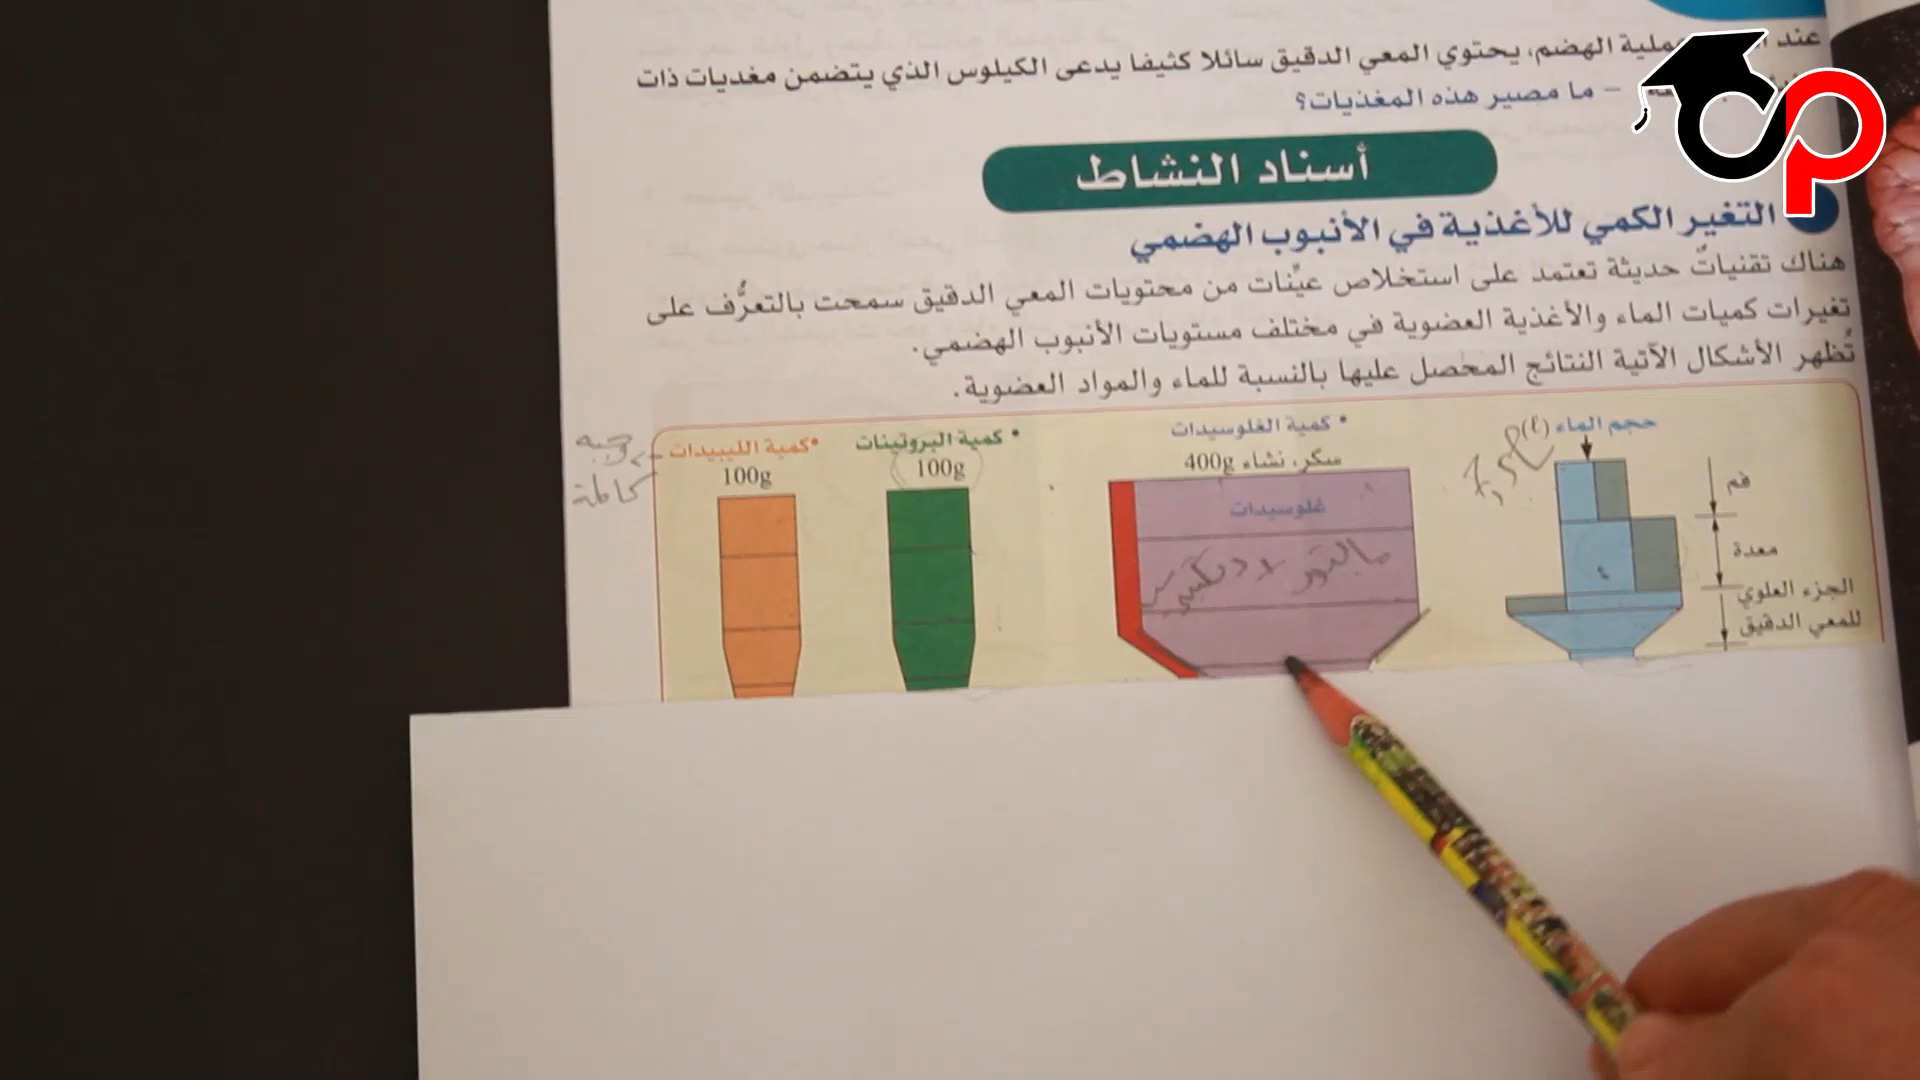 عند عملية الهضم، يحتوي المعي الدقيق سائلا كثيفا يدعى الكيلوس الذي يتضمن مغديات ذات
– ما مصير هذه المغذيات؟
أسناد النشاط
التغير الكمي للأغذية في الأنبوب الهضمي
هناك تقنياتٌ حديثة تعتمد على استخلاص عيِّنات من محتويات المعي الدقيق سمحت بالتعرُّف على
تغيرات كميات الماء والأغذية العضوية في مختلف مستويات الأنبوب الهضمي.
تُظهر الأشكال الآتية النتائج المحصل عليها بالنسبة للماء والمواد العضوية.
حجم الماء (ℓ)
7,5ℓ
• كمية الغلوسيدات
سكر، نشاء 400g
• كمية البروتينات
100g
•كمية الليبيدات
100g
وجبة
كاملة
غلوسيدات
فم
معدة
الجزء العلوي
للمعي الدقيق